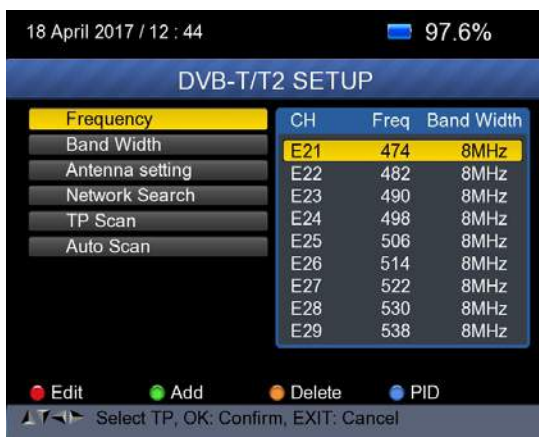 18 April 2017 / 12 : 44 97.6%
DVB-T/T2 SETUP
Frequency
Band Width
Antenna setting
Network Search
TP Scan
Auto Scan
CH Freq Band Width
E21 474 8MHz
E22 482 8MHz
E23 490 8MHz
E24 498 8MHz
E25 506 8MHz
E26 514 8MHz
E27 522 8MHz
E28 530 8MHz
E29 538 8MHz
Edit Add Delete PID
Select TP, OK: Confirm, EXIT: Cancel